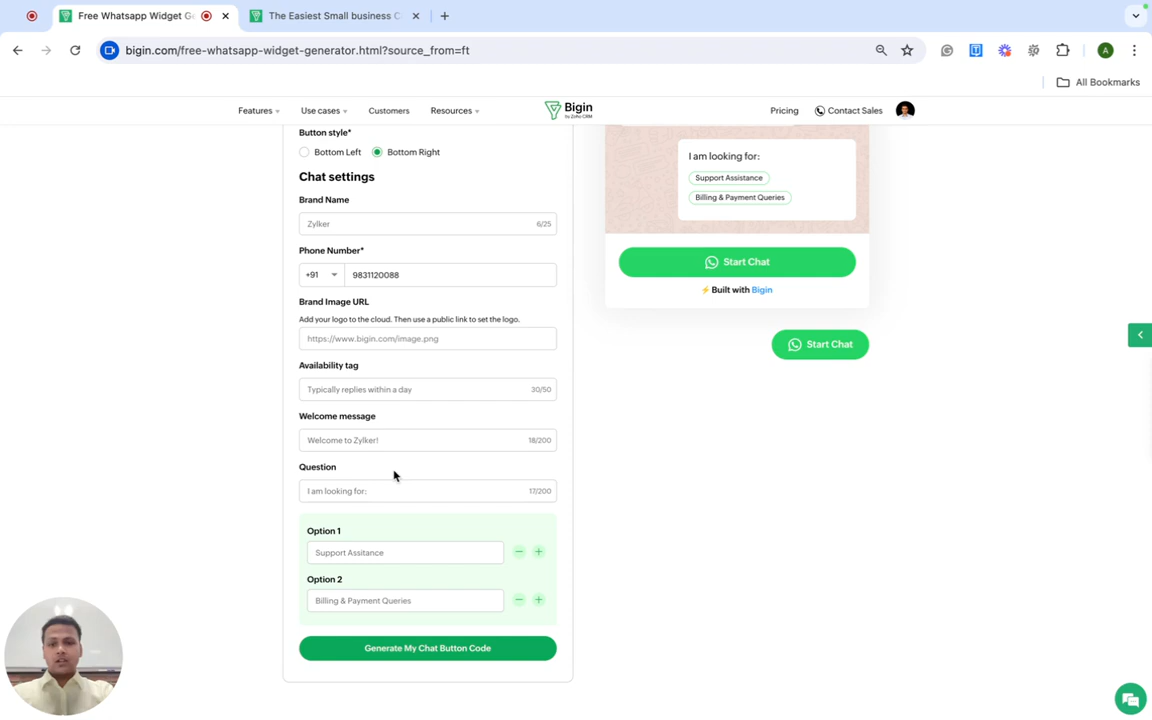 Free Whatsapp Widget Ge
The Easiest Small business C
bigin.com/free-whatsapp-widget-generator.html?source_from=ft
A
All Bookmarks
Features
Use cases
Customers
Resources
Bigin
by Zoho CRM
Pricing
Contact Sales
Button style*
Bottom Left
Bottom Right
Chat settings
Brand Name
Zylker
6/25
Phone Number*
+91
9831120088
Brand Image URL
Add your logo to the cloud. Then use a public link to set the logo.
https://www.bigin.com/image.png
Availability tag
Typically replies within a day
30/50
Welcome message
Welcome to Zylker!
18/200
Question
I am looking for:
17/200
Option 1
Support Assitance
Option 2
Billing & Payment Queries
Generate My Chat Button Code
I am looking for:
Support Assistance
Billing & Payment Queries
Start Chat
⚡ Built with Bigin
Start Chat